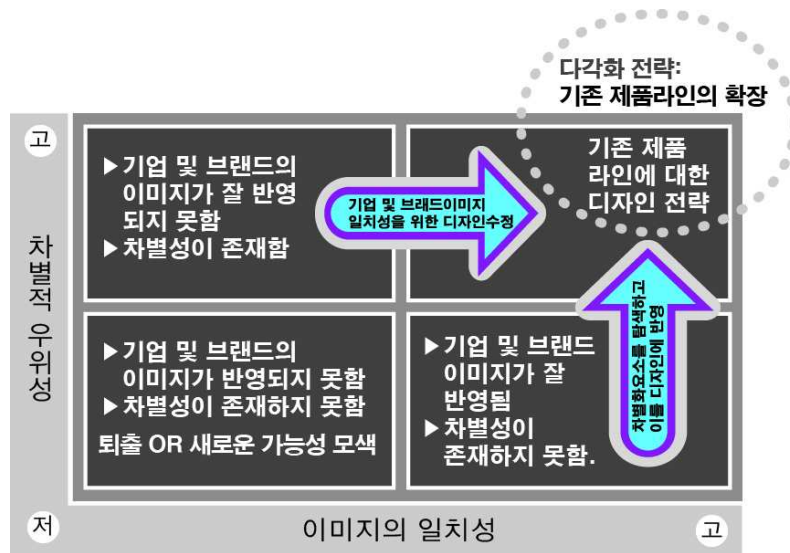 다각화 전략:
기존 제품라인의 확장
고
▶기업 및 브랜드의
이미지가 잘 반영
되지 못함
▶차별성이 존재함
기업 및 브래드이미지
일치성을 위한 디자인수정
기존 제품
라인에 대한
디자인 전략
차별적 우위성
▶기업 및 브랜드의
이미지가 반영되지 못함
▶차별성이 존재하지 못함
퇴출 OR 새로운 가능성 모색
▶기업 및 브랜드
이미지가 잘
반영됨
▶차별성이
존재하지 못함.
차별화요소를 탐색하고
이를 디자인에 반영
저
이미지의 일치성
고